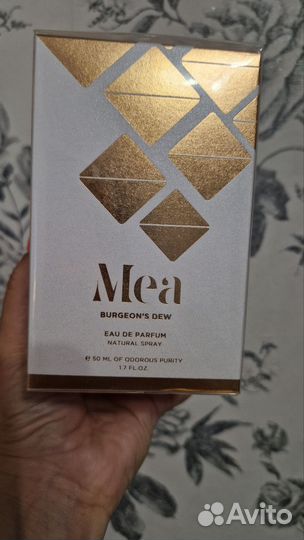 Mea
BURGEON'S DEW
EAU DE PARFUM
NATURAL SPRAY
℮ 50 ML OF ODOROUS PURITY
1.7 FL.OZ.
Avito